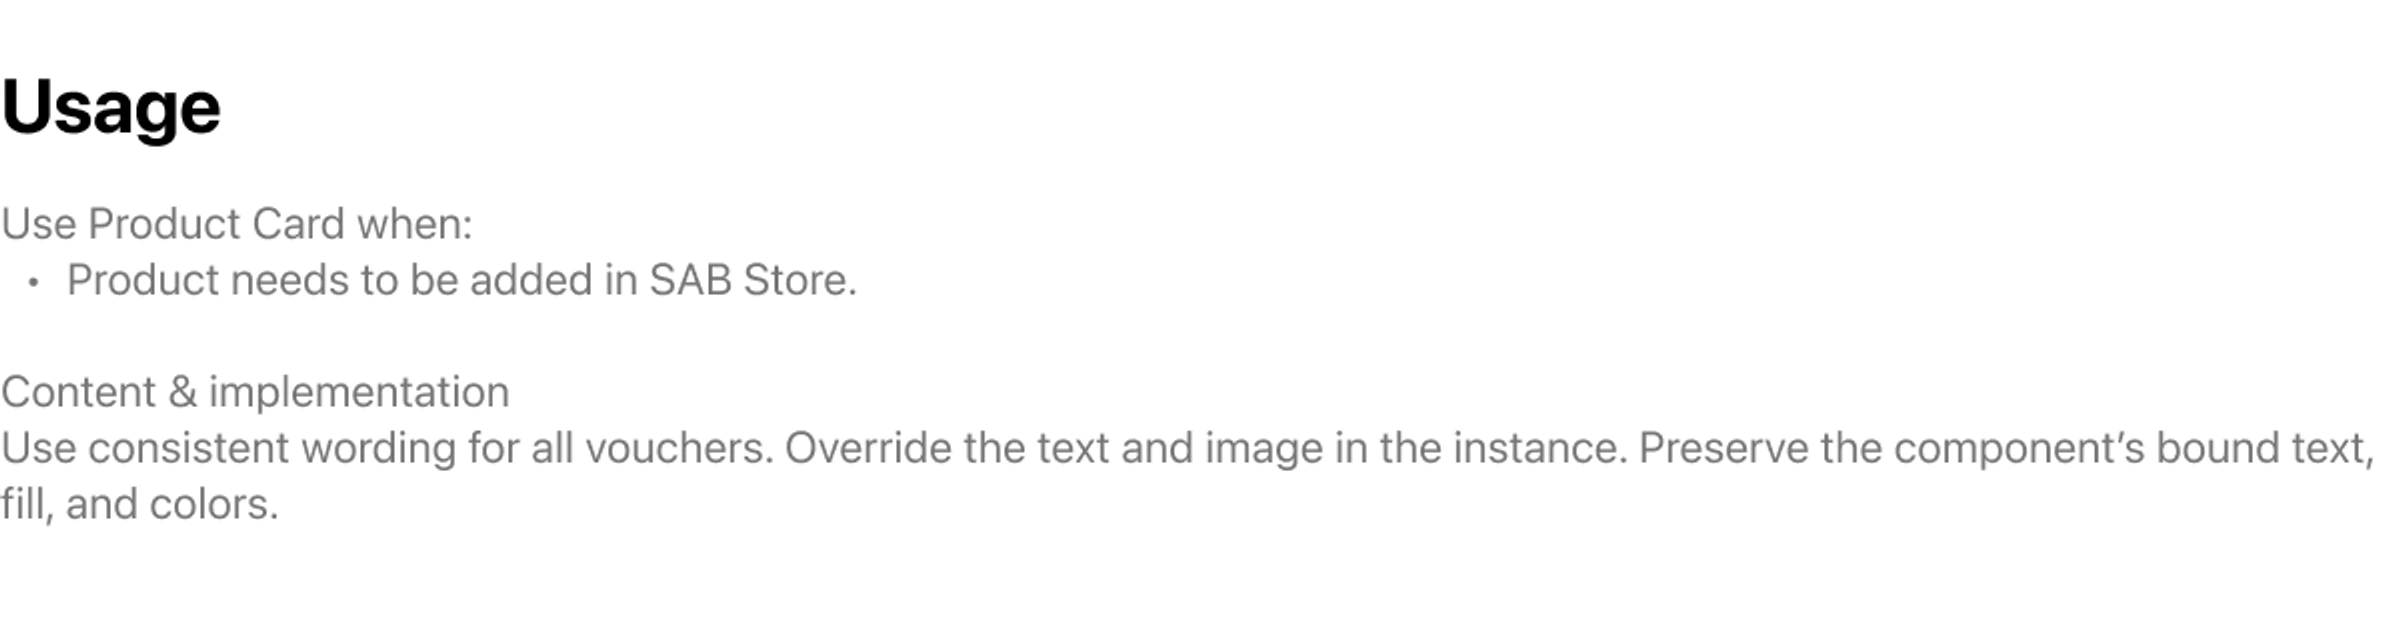 Usage
Use Product Card when:
• Product needs to be added in SAB Store.
Content & implementation
Use consistent wording for all vouchers. Override the text and image in the instance. Preserve the component’s bound text,
fill, and colors.